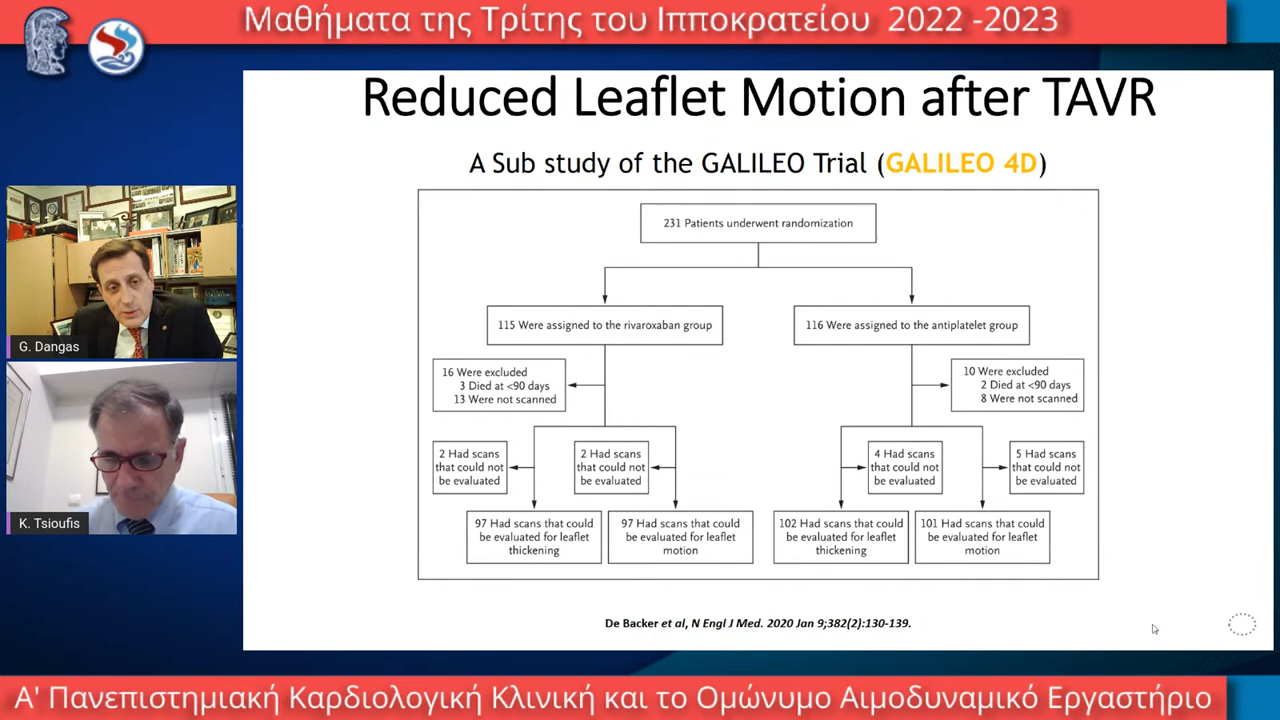 Μαθήματα της Τρίτης του Ιπποκρατείου 2022 -2023
Reduced Leaflet Motion after TAVR
A Sub study of the GALILEO Trial (GALILEO 4D)
231 Patients underwent randomization
115 Were assigned to the rivaroxaban group
116 Were assigned to the antiplatelet group
16 Were excluded
3 Died at <90 days
13 Were not scanned
10 Were excluded
2 Died at <90 days
8 Were not scanned
2 Had scans
that could not
be evaluated
2 Had scans
that could not
be evaluated
4 Had scans
that could not
be evaluated
5 Had scans
that could not
be evaluated
97 Had scans that could
be evaluated for leaflet
thickening
97 Had scans that could
be evaluated for leaflet
motion
102 Had scans that could
be evaluated for leaflet
thickening
101 Had scans that could
be evaluated for leaflet
motion
De Backer et al, N Engl J Med. 2020 Jan 9;382(2):130-139.
G. Dangas
K. Tsioufis
Α' Πανεπιστημιακή Καρδιολογική Κλινική και το Ομώνυμο Αιμοδυναμικό Εργαστήριο